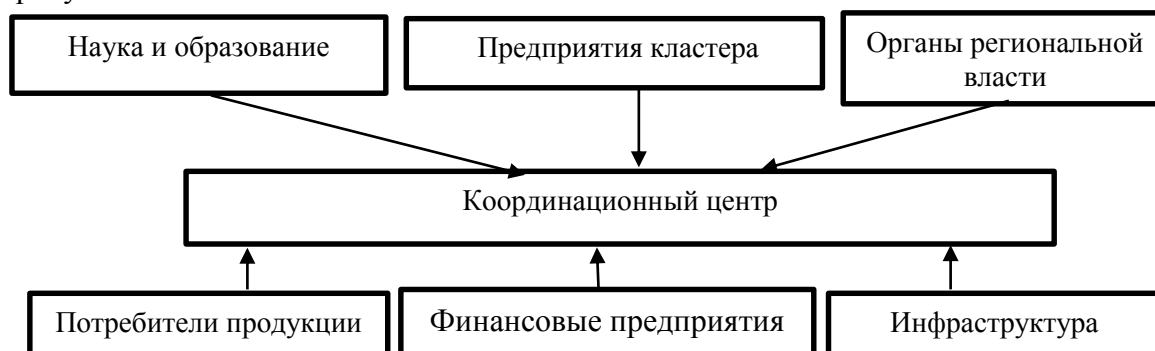 Наука и образование
Предприятия кластера
Органы региональной
власти
Координационный центр
Потребители продукции
Финансовые предприятия
Инфраструктура